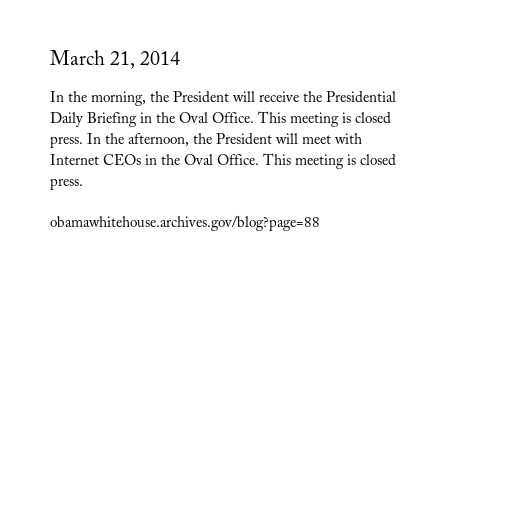 March 21, 2014
In the morning, the President will receive the Presidential
Daily Briefing in the Oval Office. This meeting is closed
press. In the afternoon, the President will meet with
Internet CEOs in the Oval Office. This meeting is closed
press.
obamawhitehouse.archives.gov/blog?page=88